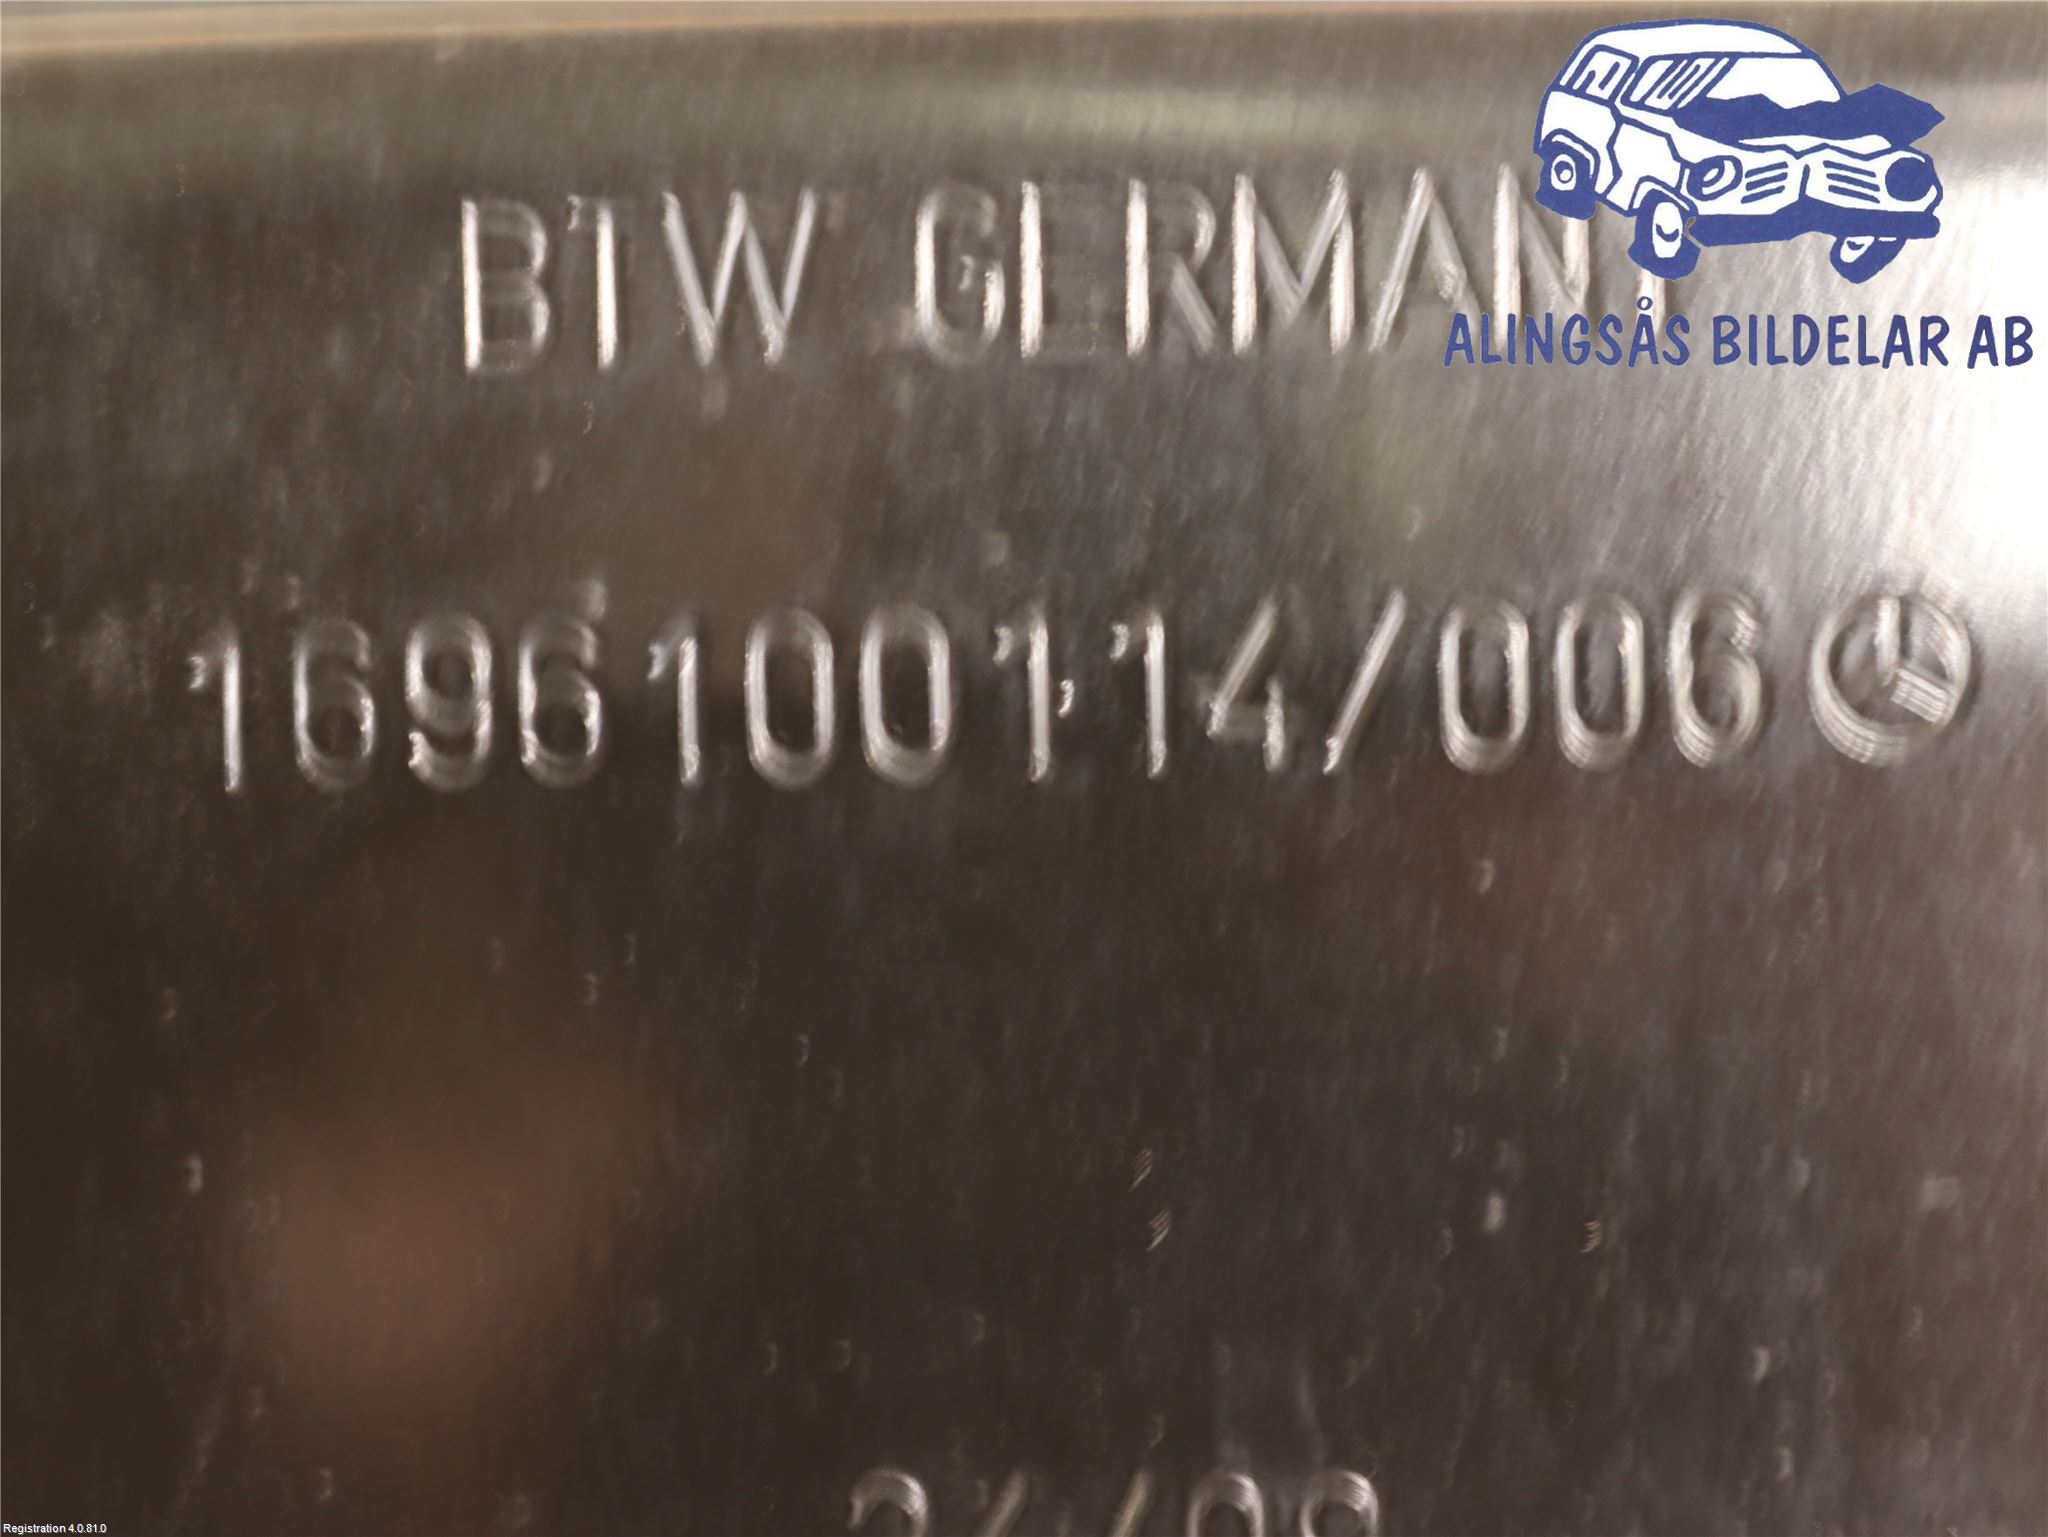 BTW GERMANY
ALINGSÅS BILDELAR AB
1696100114/006
Registration 4.0.81.0